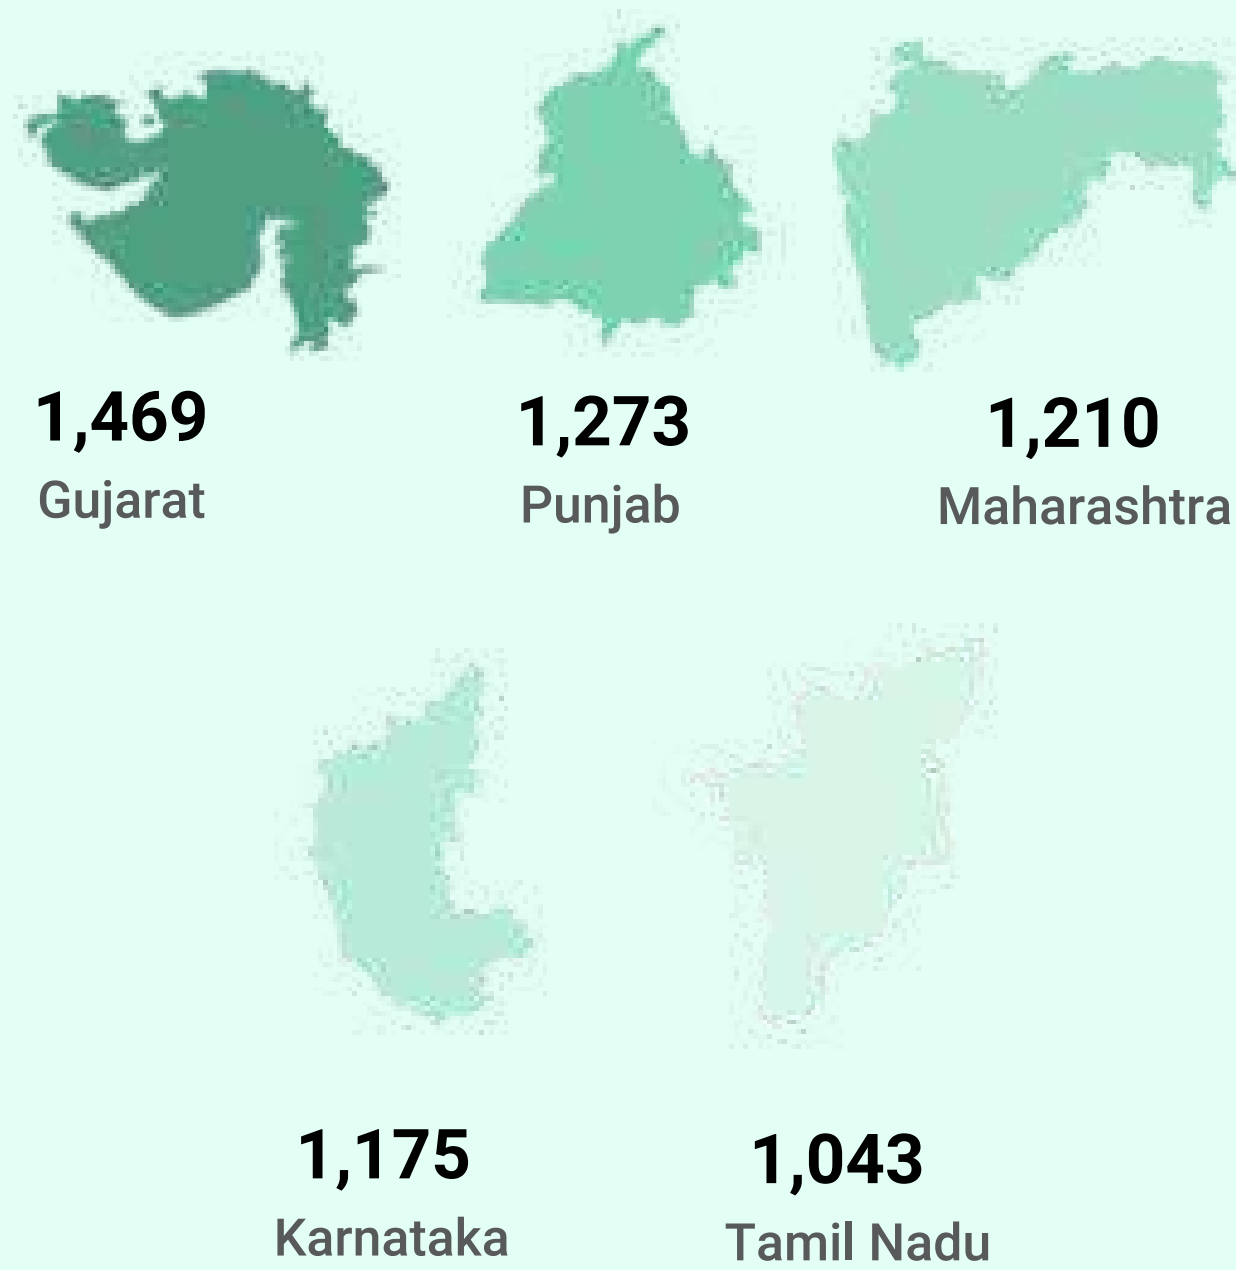 1,469
Gujarat
1,273
Punjab
1,210
Maharashtra
1,175
Karnataka
1,043
Tamil Nadu